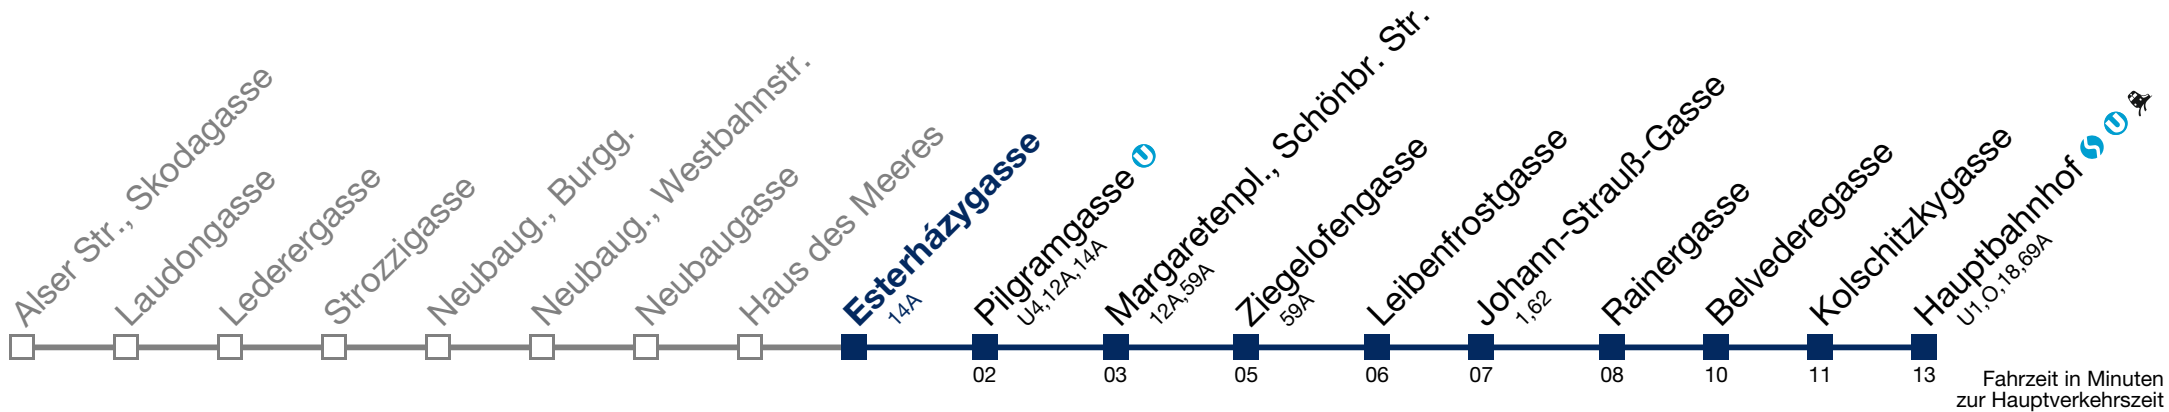 Alser Str., Skodagasse
Laudongasse
Lederergasse
Strozzigasse
Neubaug., Burgg.
Neubaug., Westbahnstr.
Neubaugasse
Haus des Meeres
Esterházygasse
14A
Pilgramgasse U
U4,12A,14A
Margaretenpl., Schönbr. Str.
12A,59A
Ziegelofengasse
59A
Leibenfrostgasse
Johann-Strauß-Gasse
1,62
Rainergasse
Belvederegasse
Kolschitzkygasse
Hauptbahnhof S U
U1,O,18,69A
02
03
05
06
07
08
10
11
13
Fahrzeit in Minuten
zur Hauptverkehrszeit